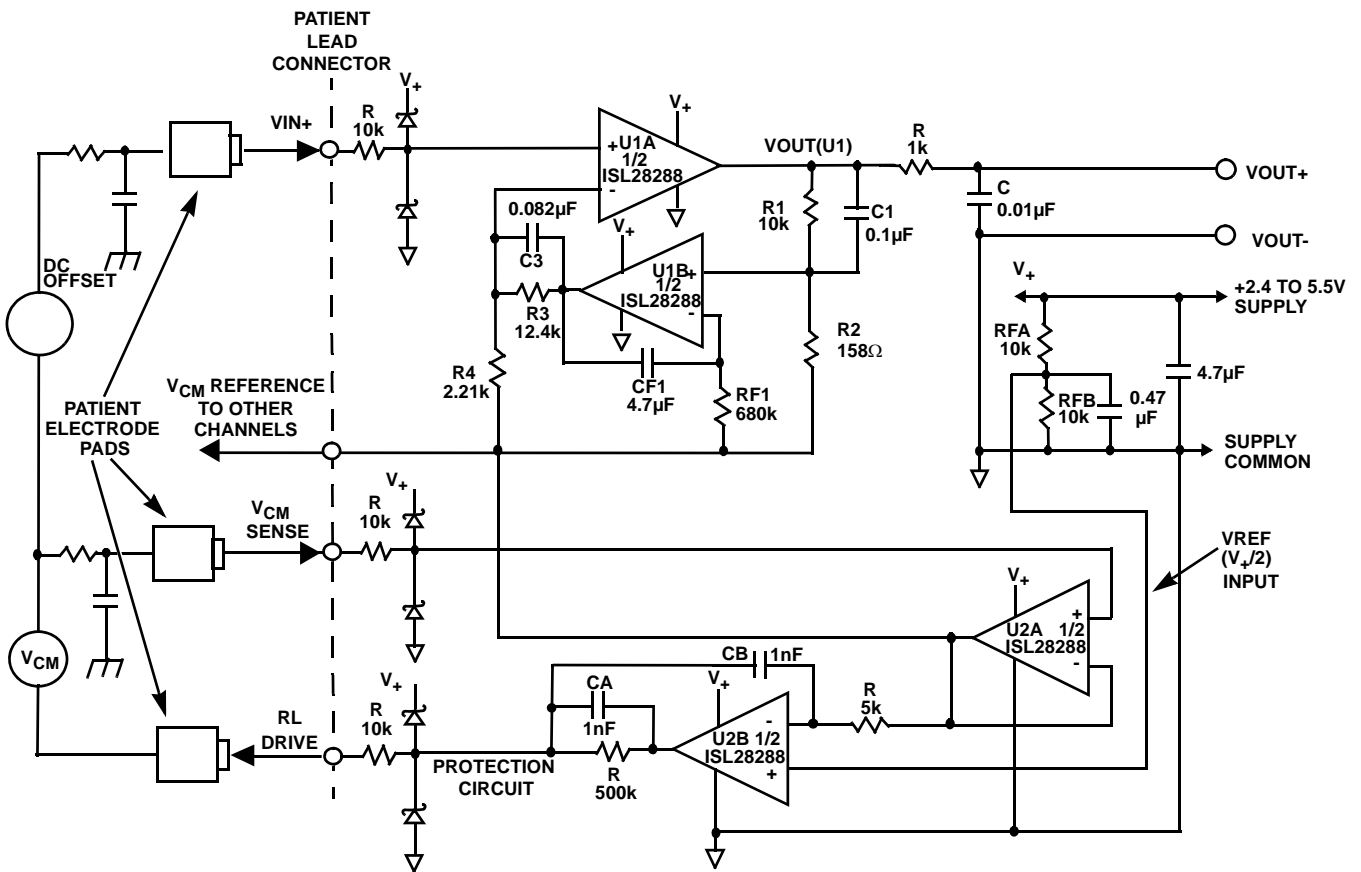 PATIENT
LEAD
CONNECTOR
VIN+
R
10k
V+
+
U1A
1/2
ISL28288
-
V+
VOUT(U1)
R
1k
VOUT+
C
0.01µF
VOUT-
R1
10k
C1
0.1µF
0.082µF
C3
V+
U1B
+
1/2
ISL28288
-
R3
12.4k
R4
2.21k
CF1
4.7µF
RF1
680k
R2
158Ω
DC
OFFSET
V+
+2.4 TO 5.5V
SUPPLY
RFA
10k
RFB
10k
0.47
µF
4.7µF
SUPPLY
COMMON
VCM REFERENCE
TO OTHER
CHANNELS
PATIENT
ELECTRODE
PADS
VCM
SENSE
R
10k
V+
VREF
(V+/2)
INPUT
V+
+
U2A 1/2
ISL28288
-
VCM
RL
DRIVE
R
10k
V+
PROTECTION
CIRCUIT
CB
1nF
CA
1nF
R
500k
V+
-
U2B 1/2
ISL28288
+
R
5k